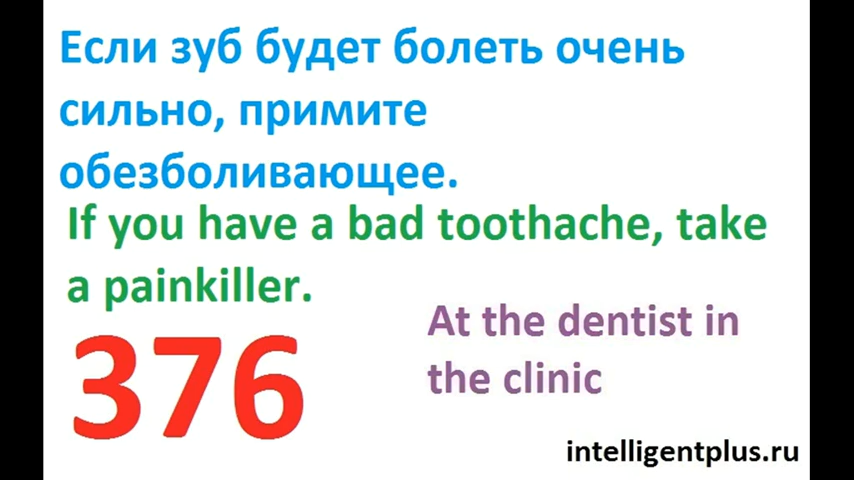 Если зуб будет болеть очень
сильно, примите
обезболивающее.
If you have a bad toothache, take
a painkiller.
376
At the dentist in
the clinic
intelligentplus.ru